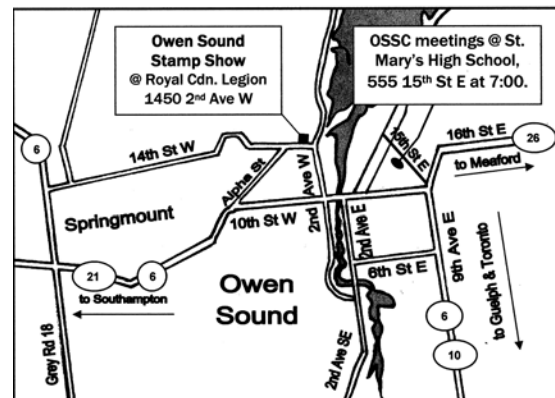 Owen Sound
Stamp Show
@ Royal Cdn. Legion
1450 2nd Ave W
OSSC meetings @ St.
Mary's High School,
555 15th St E at 7:00.
6
14th St W
Alpha St
2nd Ave W
15th St E
16th St E
26
to Meaford
Springmount
10th St W
2nd Ave E
9th Ave E
6th St E
21
6
to Southampton
Owen
Sound
to Guelph & Toronto
6
10
Grey Rd 18
2nd Ave SE